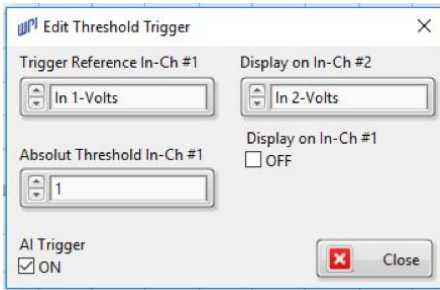 WPI Edit Threshold Trigger
Trigger Reference In-Ch #1
Display on In-Ch #2
In 1-Volts
In 2-Volts
Display on In-Ch #1
OFF
Absolut Threshold In-Ch #1
1
AI Trigger
ON
Close